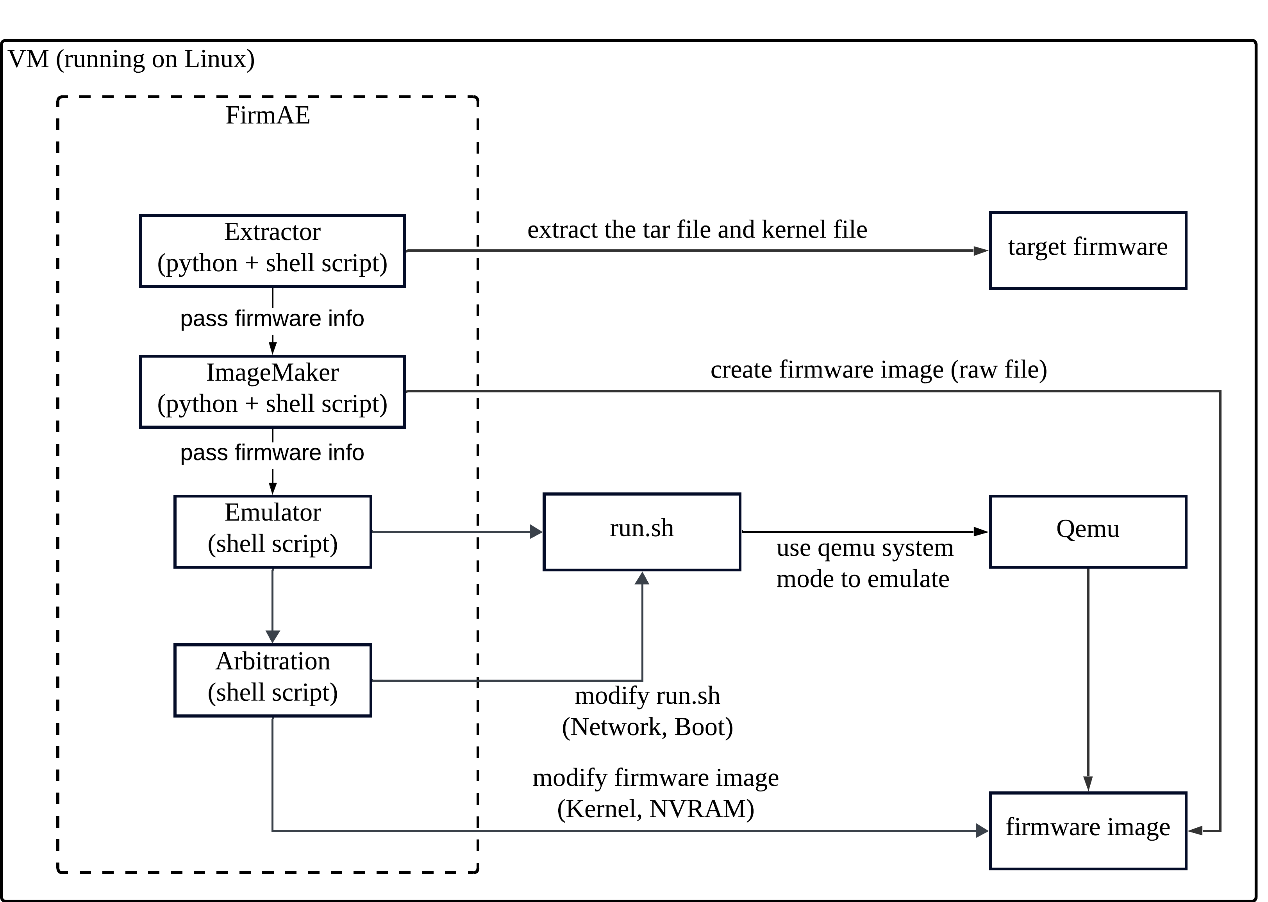 VM (running on Linux)
FirmAE
Extractor
(python + shell script)
extract the tar file and kernel file
target firmware
pass firmware info
ImageMaker
(python + shell script)
create firmware image (raw file)
pass firmware info
Emulator
(shell script)
run.sh
use qemu system
mode to emulate
Qemu
Arbitration
(shell script)
modify run.sh
(Network, Boot)
modify firmware image
(Kernel, NVRAM)
firmware image